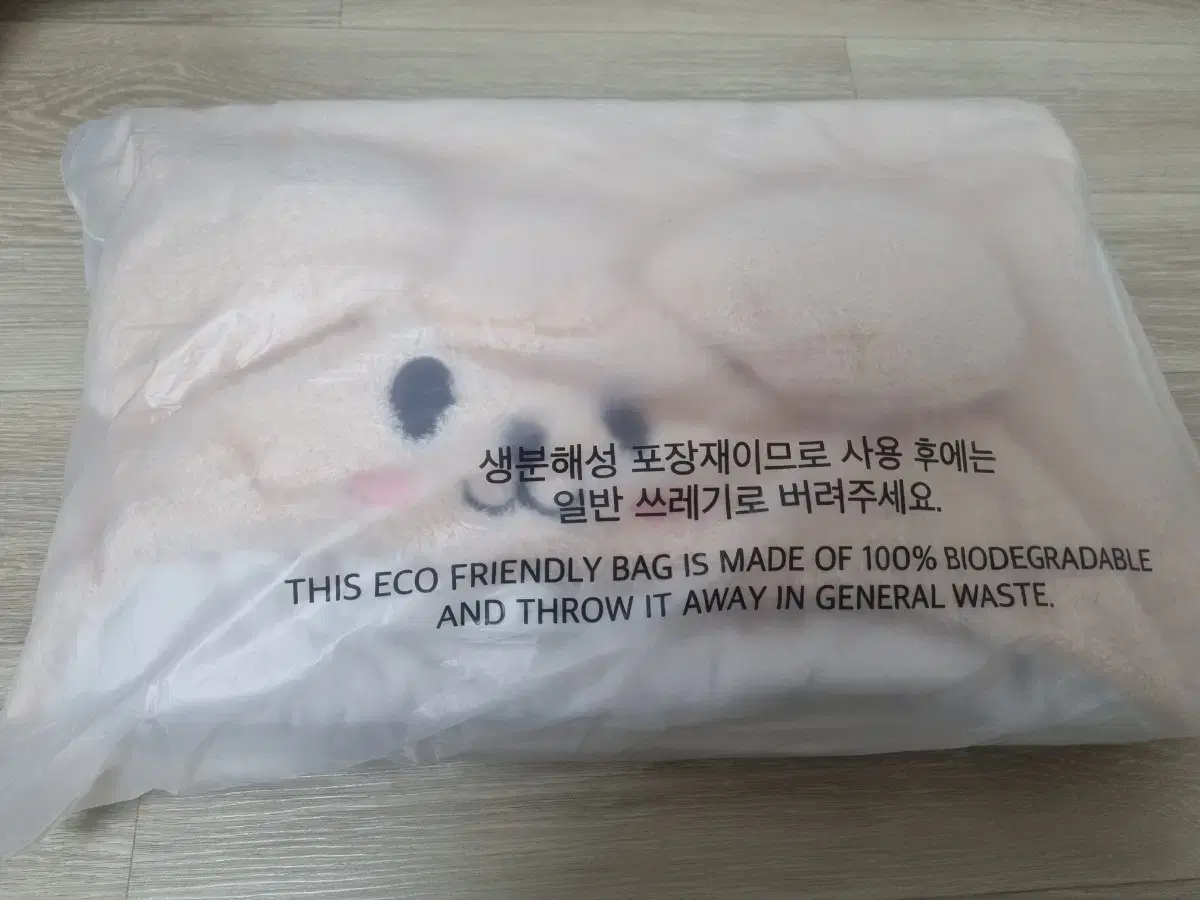 생분해성 포장재이므로 사용 후에는
일반 쓰레기로 버려주세요.
THIS ECO FRIENDLY BAG IS MADE OF 100% BIODEGRADABLE
AND THROW IT AWAY IN GENERAL WASTE.